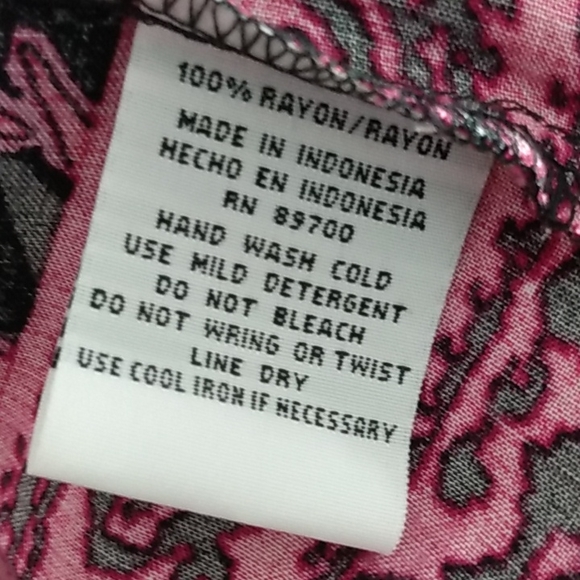 100% RAYON/RAYON
MADE IN INDONESIA
HECHO EN INDONESIA
RN 89700
HAND WASH COLD
USE MILD DETERGENT
DO NOT BLEACH
DO NOT WRING OR TWIST
LINE DRY
USE COOL IRON IF NECESSARY